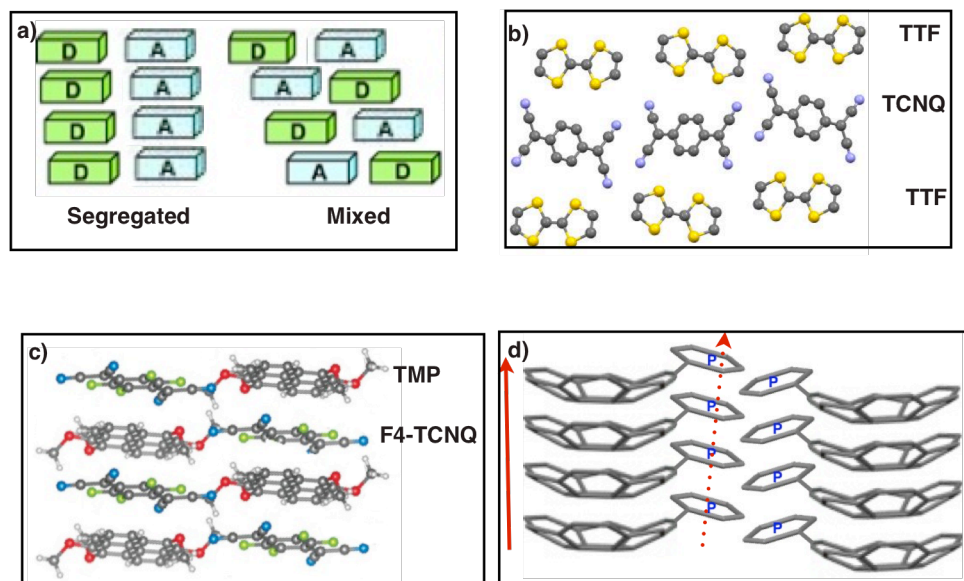 a)
D A D A
D A A D
D A D A
D A A D
Segregated Mixed
b)
TTF
TCNQ
TTF
c)
TMP
F4-TCNQ
d)
P
P
P
P
P
P
P
P